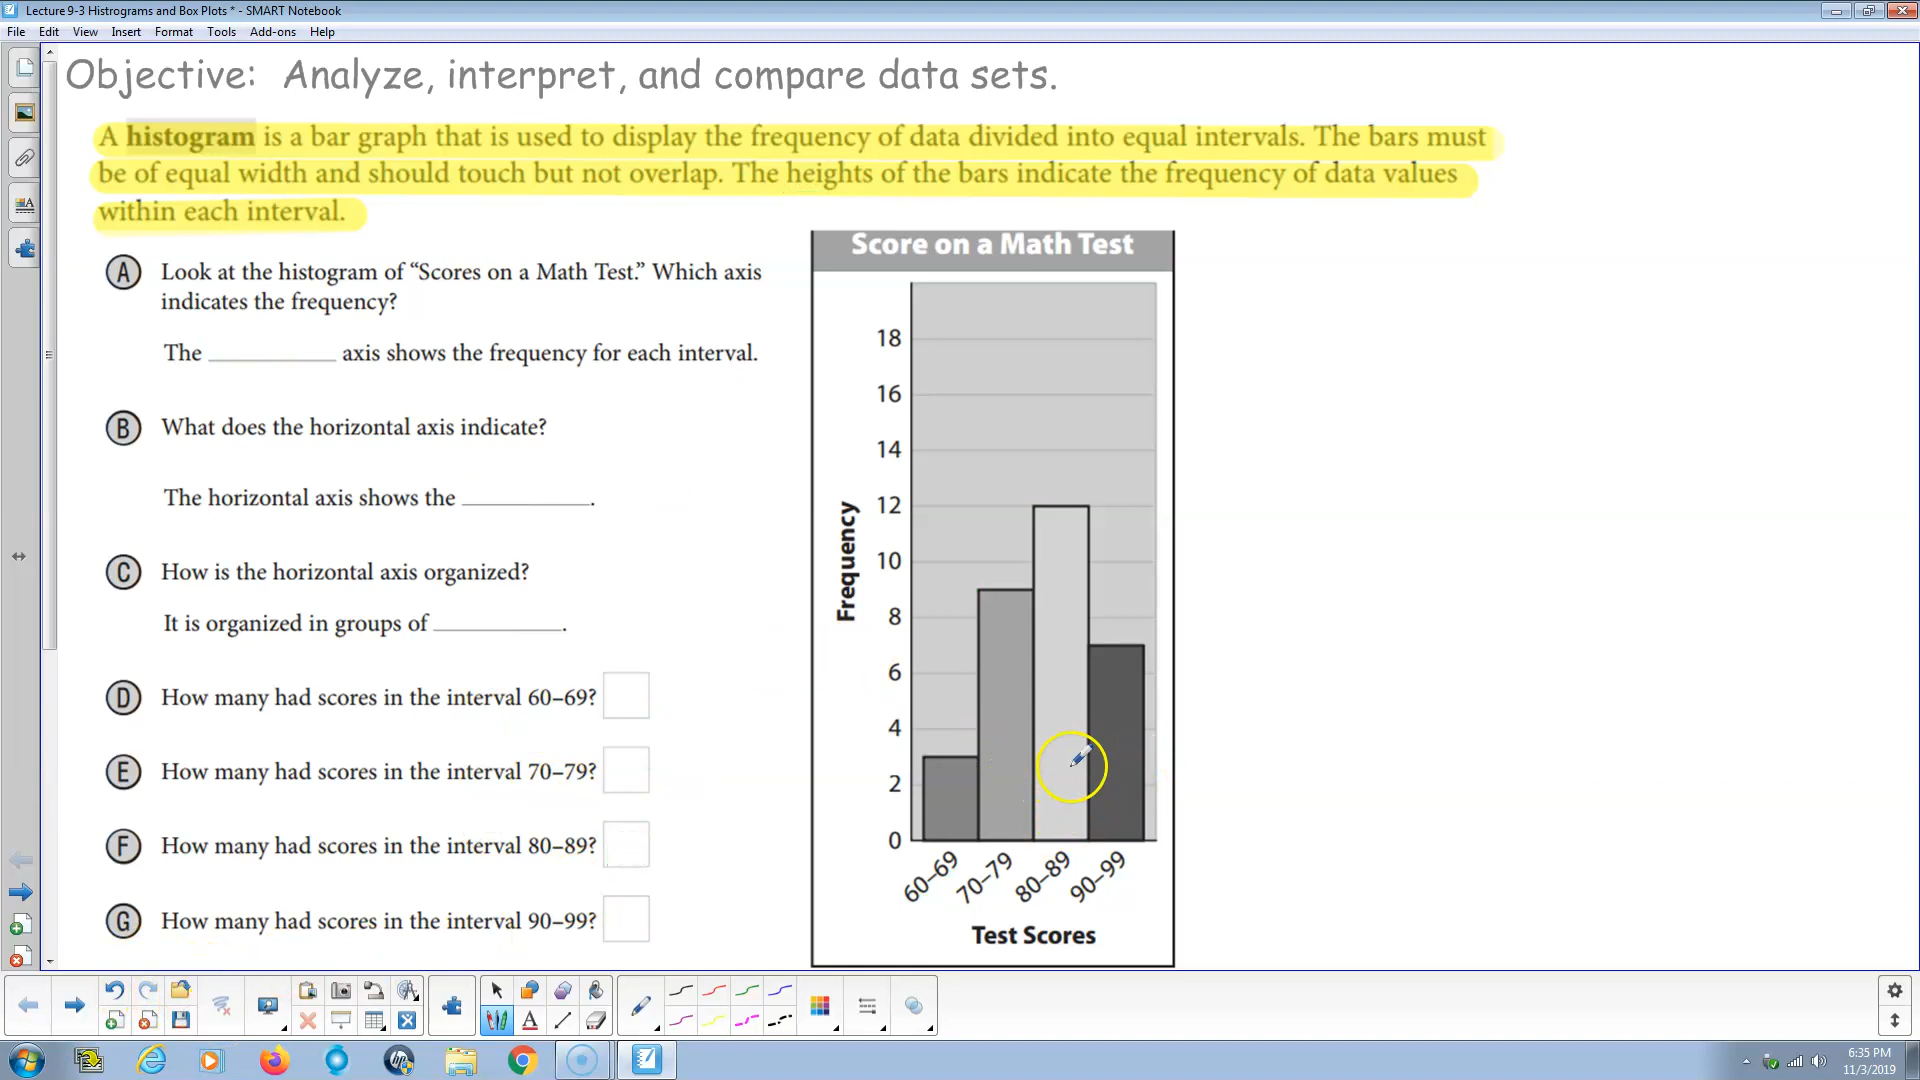 Lecture 9-3 Histrograms and Box Plots * - SMART Notebook
File Edit View Insert Format Tools Add-ons Help
Objective: Analyze, interpret, and compare data sets.
A histogram is a bar graph that is used to display the frequency of data divided into equal intervals. The bars must
be of equal width and should touch but not overlap. The heights of the bars indicate the frequency of data values
within each interval.
A Look at the histogram of “Scores on a Math Test.” Which axis
indicates the frequency?
The __________ axis shows the frequency for each interval.
B What does the horizontal axis indicate?
The horizontal axis shows the __________.
C How is the horizontal axis organized?
It is organized in groups of __________.
D How many had scores in the interval 60–69?
E How many had scores in the interval 70–79?
F How many had scores in the interval 80–89?
G How many had scores in the interval 90–99?
Score on a Math Test
Frequency
18
16
14
12
10
8
6
4
2
0
60–69 70–79 80–89 90–99
Test Scores
6:35 PM
11/3/2019